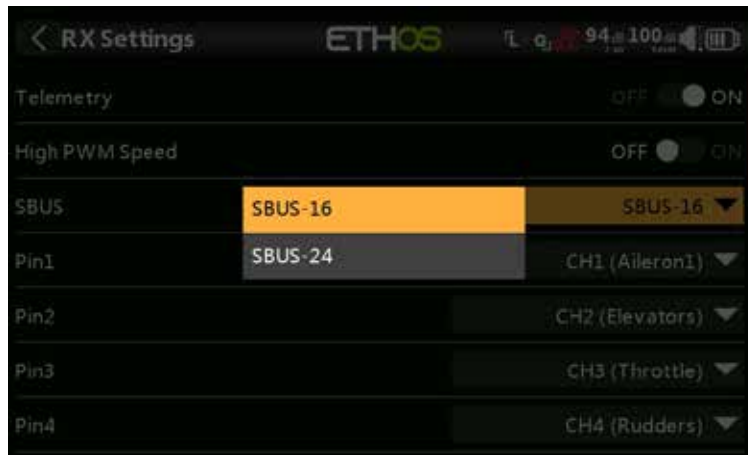 RX Settings
ETHOS
94 100
Telemetry
OFF ON
High PWM Speed
OFF ON
SBUS
SBUS-16
SBUS-16
SBUS-24
Pin1
CH1 (Aileron1)
Pin2
CH2 (Elevators)
Pin3
CH3 (Throttle)
Pin4
CH4 (Rudders)